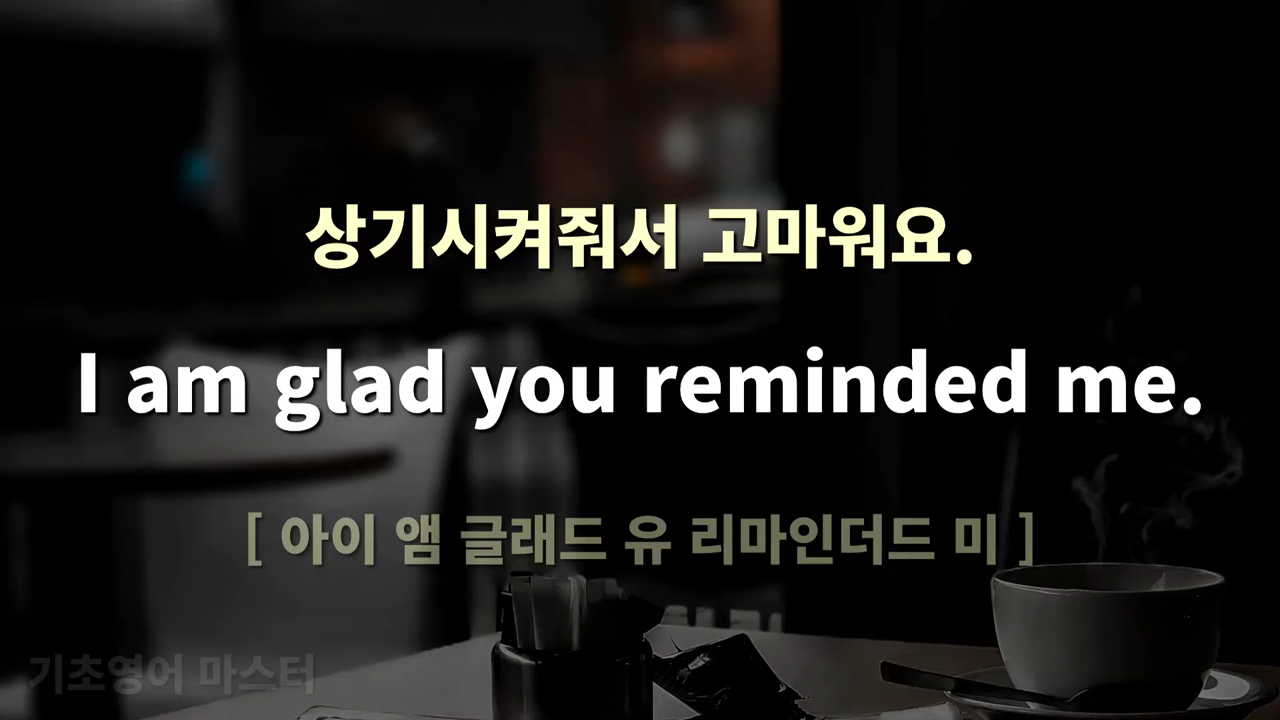 상기시켜줘서 고마워요.
I am glad you reminded me.
[ 아이 앰 글래드 유 리마인더드 미 ]
기초영어 마스터